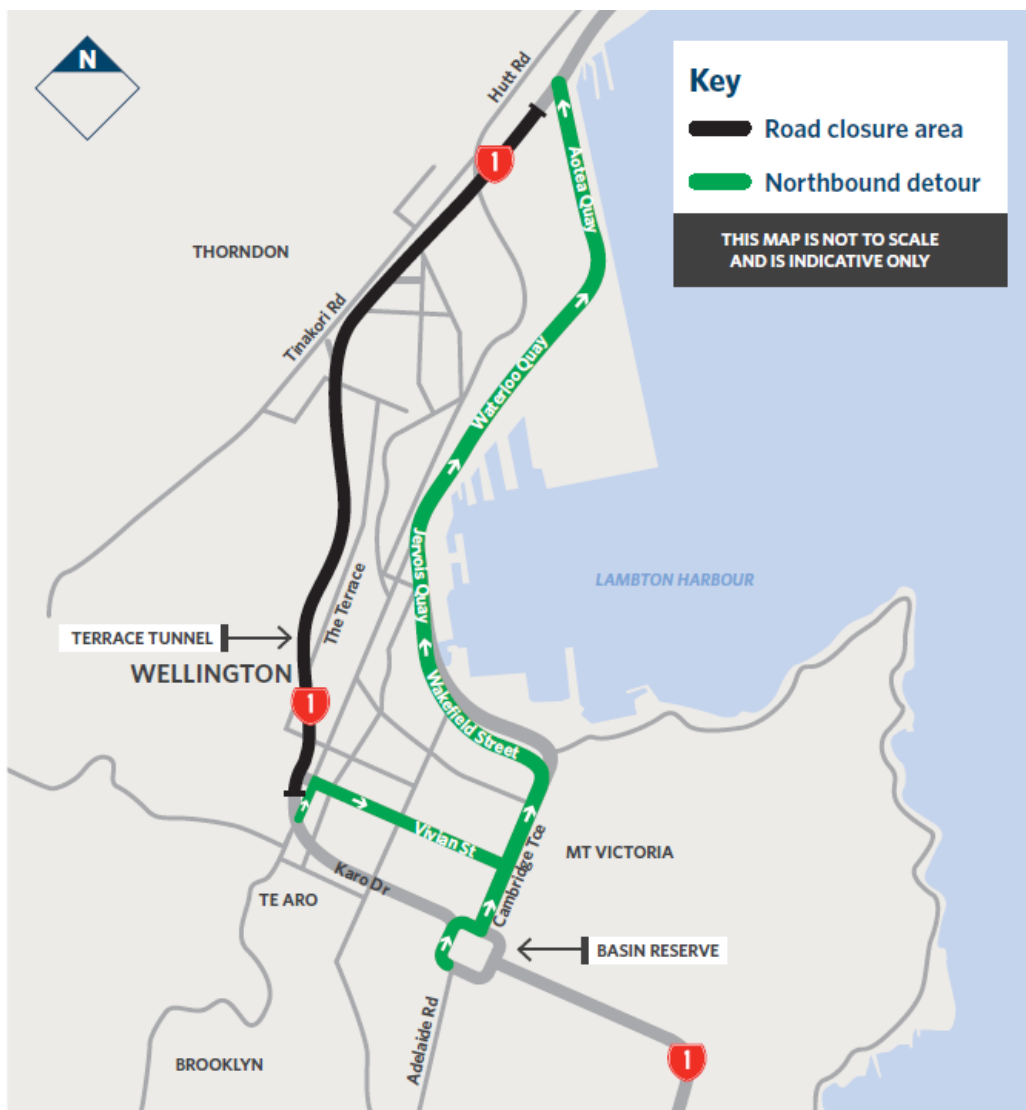 N
Hutt Rd
Key
Road closure area
Northbound detour
THIS MAP IS NOT TO SCALE
AND IS INDICATIVE ONLY
1
Aotea Quay
THORNDON
Tinakori Rd
Waterloo Quay
Jervois Quay
The Terrace
LAMBTON HARBOUR
TERRACE TUNNEL
WELLINGTON
1
Wakefield Street
Vivian St
Cambridge Tce
MT VICTORIA
Karo Dr
TE ARO
BASIN RESERVE
Adelaide Rd
BROOKLYN
1